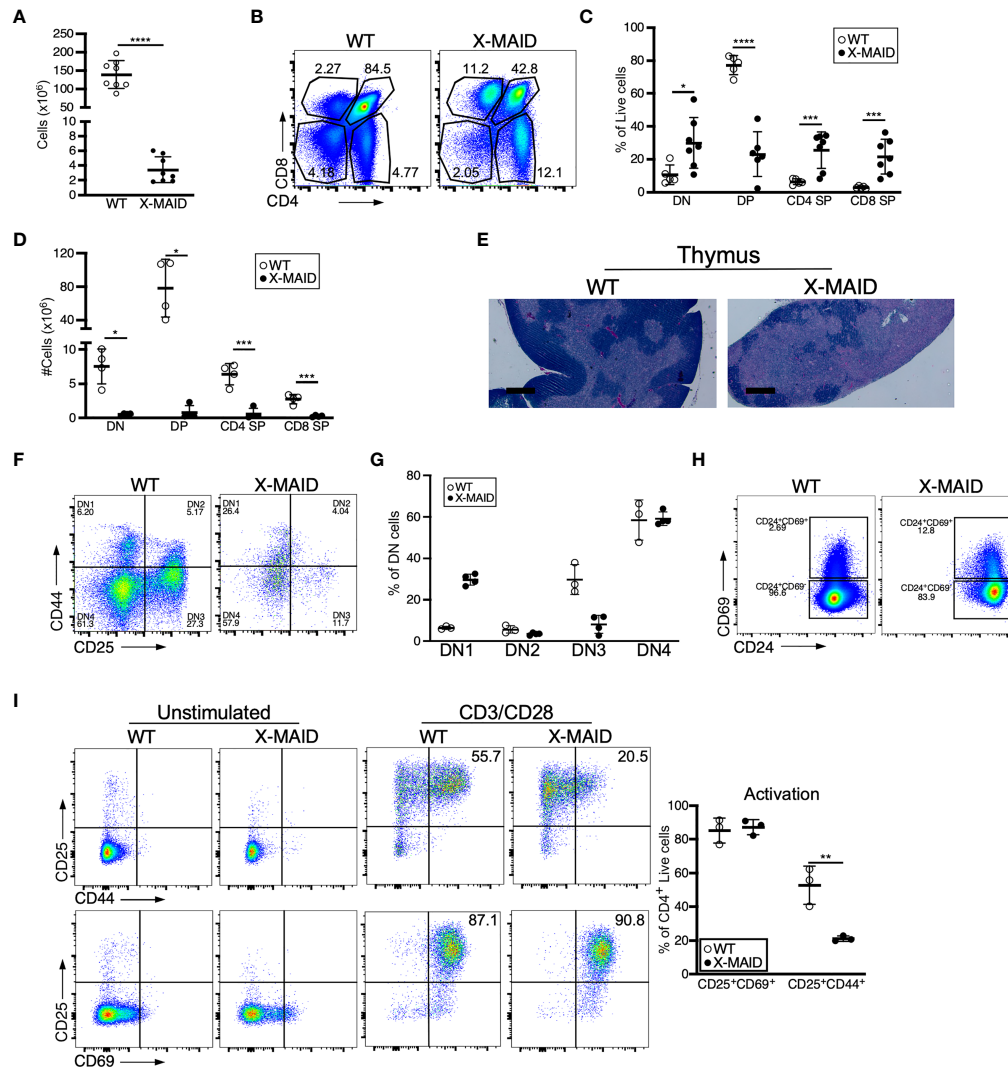 A
Cells (x10⁶)
250
200
150
100
50
10
8
6
4
2
0
****
WT X-MAID
B
WT X-MAID
2.27 84.5
4.18 4.77
11.2 42.8
2.05 12.1
CD8
CD4
C
% of Live cells
100
80
60
40
20
0
WT
X-MAID
* **** *** ***
DN DP CD4 SP CD8 SP
D
#Cells (x10⁶)
120
80
40
10
5
0
WT
X-MAID
* * *** ***
DN DP CD4 SP CD8 SP
E
Thymus
WT X-MAID
F
WT X-MAID
DN1
6.20
DN2
5.17
DN4
61.3
DN3
27.3
DN1
26.4
DN2
4.04
DN4
57.9
DN3
11.7
CD44
CD25
G
% of DN cells
80
60
40
20
0
WT
X-MAID
DN1 DN2 DN3 DN4
H
WT X-MAID
CD24⁺CD69⁺
2.69
CD24⁺CD69⁻
96.6
CD24⁺CD69⁺
12.8
CD24⁺CD69⁻
83.9
CD69
CD24
I
Unstimulated CD3/CD28
WT X-MAID WT X-MAID
55.7 20.5
CD25
CD44
87.1 90.8
CD25
CD69
Activation
% of CD4⁺ Live cells
100
80
60
40
20
0
**
WT
X-MAID
CD25⁺CD69⁺ CD25⁺CD44⁺